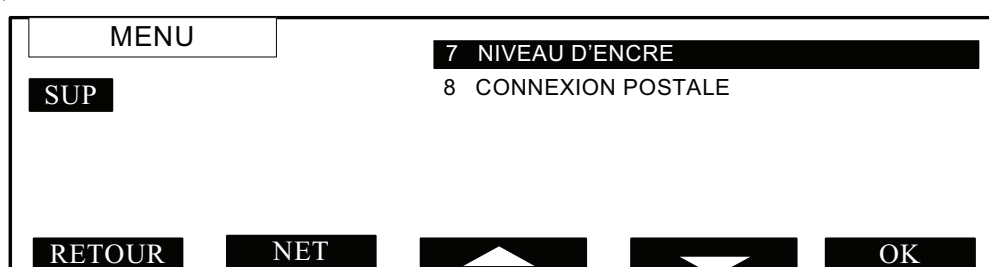 MENU
7 NIVEAU D'ENCRE
SUP
8 CONNEXION POSTALE
RETOUR NET OK